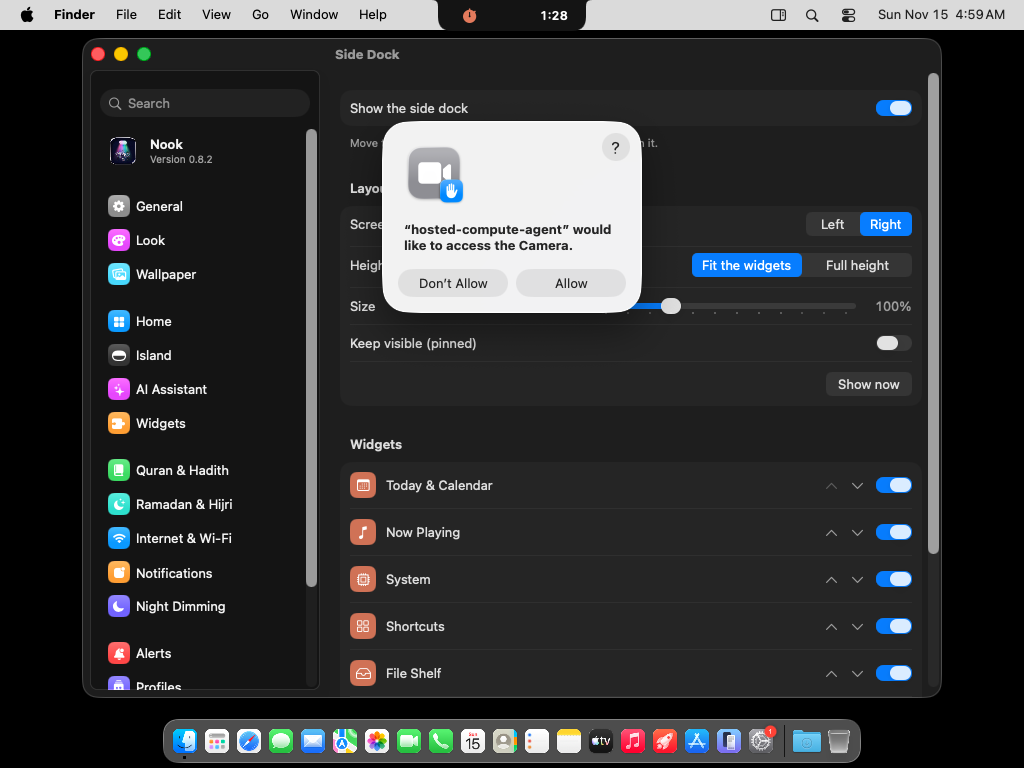 Finder File Edit View Go Window Help 1:28 Sun Nov 15 4:59 AM
Side Dock
Search
Nook
Version 0.8.2
General
Look
Wallpaper
Home
Island
AI Assistant
Widgets
Quran & Hadith
Ramadan & Hijri
Internet & Wi-Fi
Notifications
Night Dimming
Alerts
Profiles
Show the side dock
Move
n it.
?
“hosted-compute-agent” would
like to access the Camera.
Don't Allow Allow
Layou
Scree Left Right
Heigh Fit the widgets Full height
Size 100%
Keep visible (pinned)
Show now
Widgets
Today & Calendar
Now Playing
System
Shortcuts
File Shelf
15
tv
1